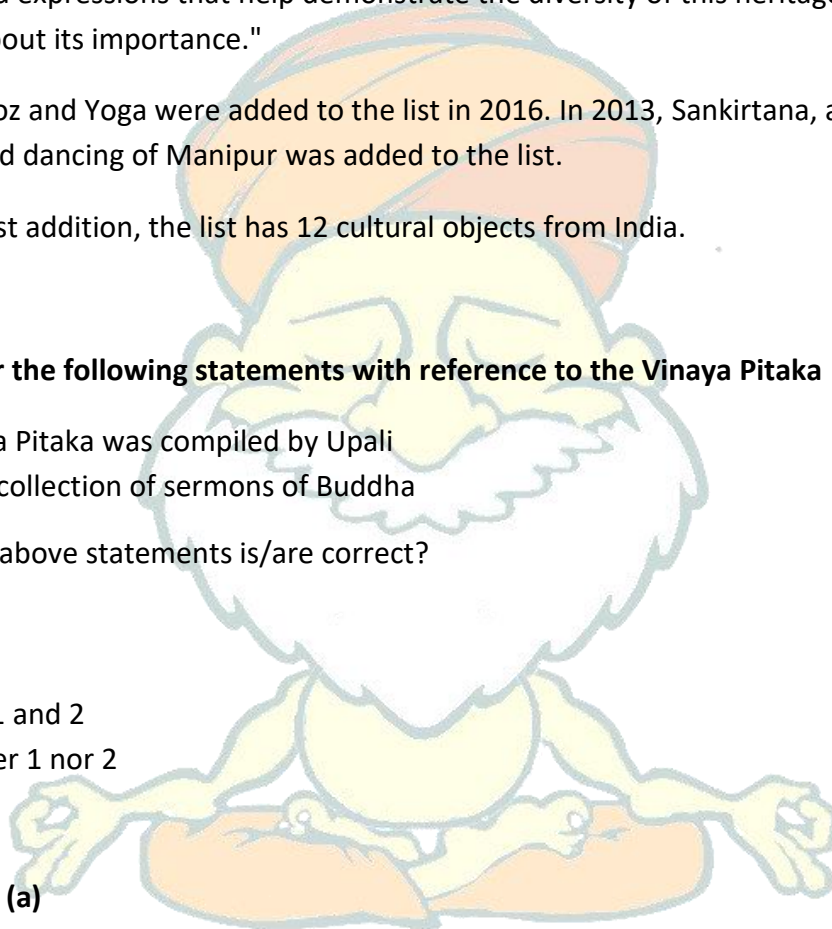 expressions that help demonstrate the diversity of this heritage
out its importance."
oz and Yoga were added to the list in 2016. In 2013, Sankirtana, a
d dancing of Manipur was added to the list.
st addition, the list has 12 cultural objects from India.
r the following statements with reference to the Vinaya Pitaka
a Pitaka was compiled by Upali
collection of sermons of Buddha
above statements is/are correct?
1 and 2
er 1 nor 2
(a)